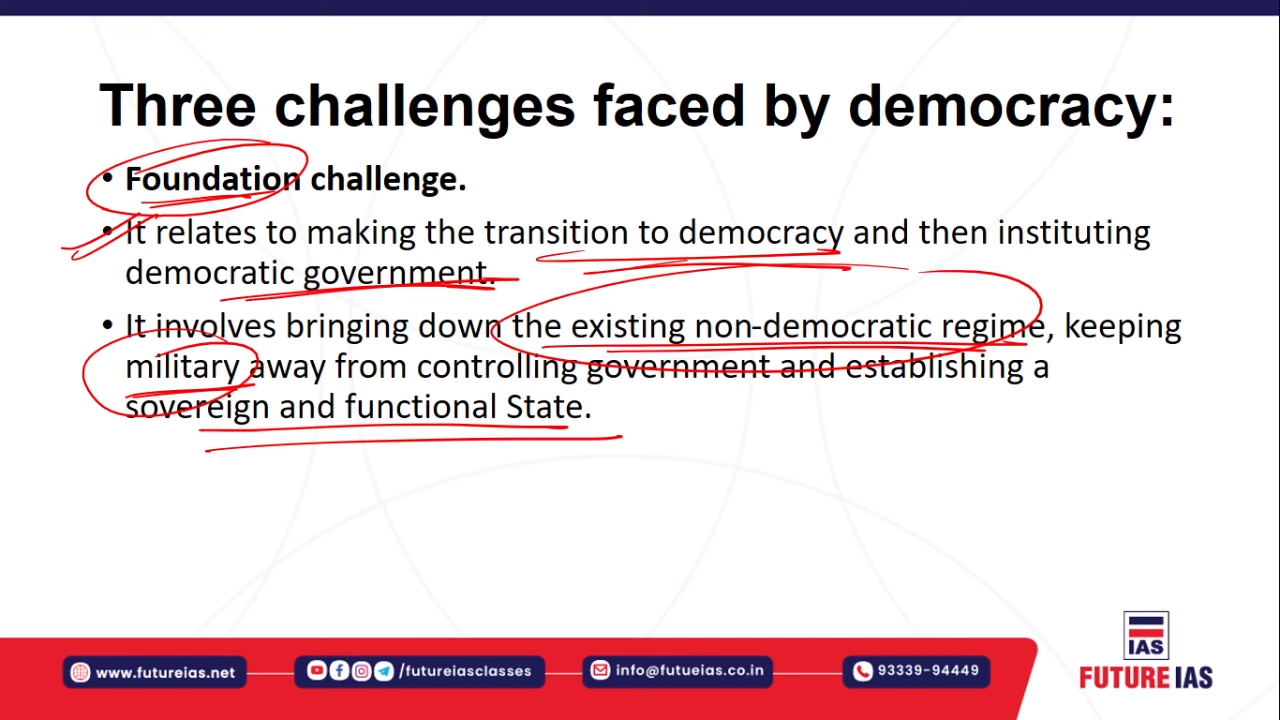 Three challenges faced by democracy:
• Foundation challenge.
• It relates to making the transition to democracy and then instituting
democratic government.
• It involves bringing down the existing non-democratic regime, keeping
military away from controlling government and establishing a
sovereign and functional State.
IAS
FUTURE IAS
www.futureias.net
/futureiasclasses
info@futueias.co.in
93339-94449